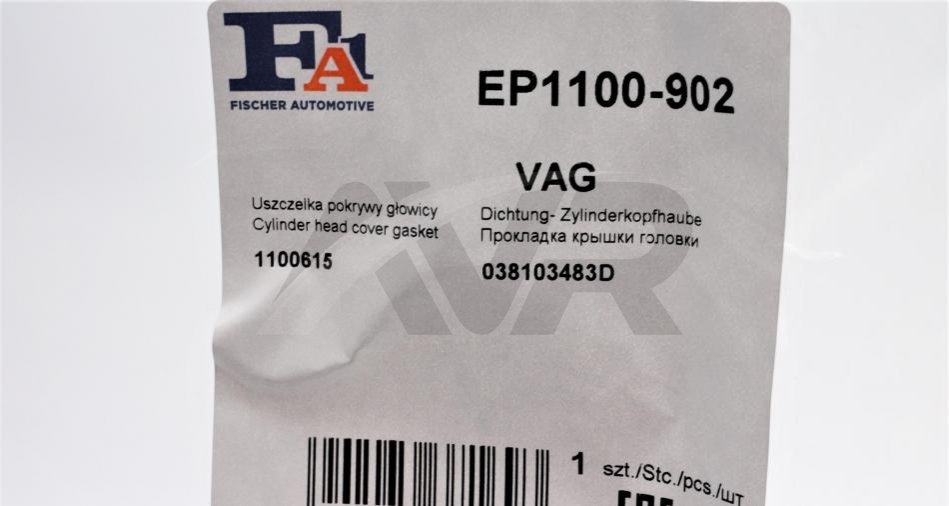 FA1
FISCHER AUTOMOTIVE
EP1100-902
VAG
Uszczelka pokrywy głowicy
Cylinder head cover gasket
1100615
Dichtung- Zylinderkopfhaube
Прокладка крышки головки
038103483D
AVR
1 szt./Stc./pcs./шт